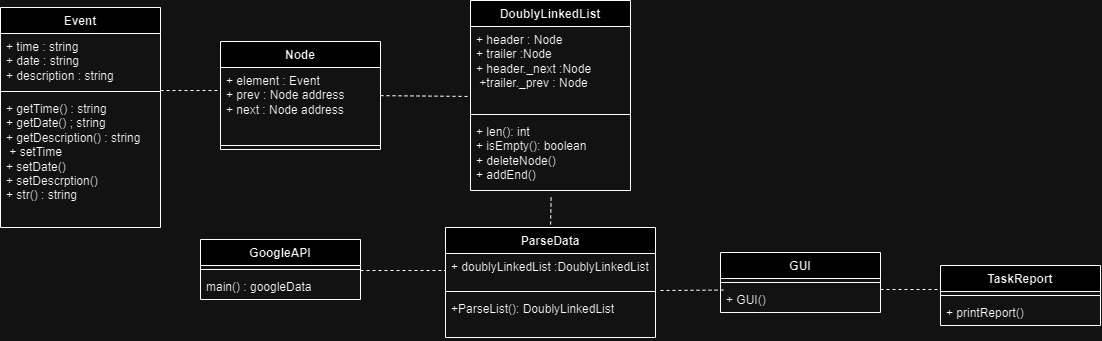 Event
+ time : string
+ date : string
+ description : string
+ getTime() : string
+ getDate() ; string
+ getDescription() : string
+ setTime
+ setDate()
+ setDescrption()
+ str() : string
Node
+ element : Event
+ prev : Node address
+ next : Node address
DoublyLinkedList
+ header : Node
+ trailer :Node
+ header._next :Node
+trailer._prev : Node
+ len(): int
+ isEmpty(): boolean
+ deleteNode()
+ addEnd()
GoogleAPI
main() : googleData
ParseData
+ doublyLinkedList :DoublyLinkedList
+ParseList(): DoublyLinkedList
GUI
+ GUI()
TaskReport
+ printReport()